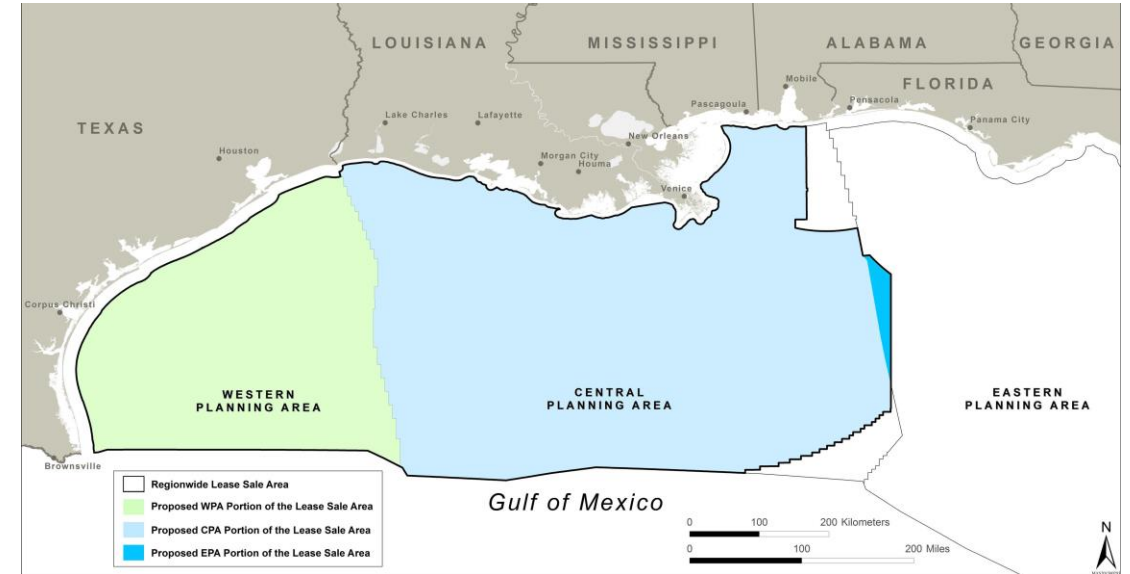 LOUISIANA
MISSISSIPPI
ALABAMA
GEORGIA
FLORIDA
TEXAS
Mobile
Pascagoula
Pensacola
Panama City
Lake Charles
Lafayette
New Orleans
Houston
Morgan City
Houma
Venice
Corpus Christi
WESTERN
PLANNING AREA
CENTRAL
PLANNING AREA
EASTERN
PLANNING AREA
Brownsville
Regionwide Lease Sale Area
Proposed WPA Portion of the Lease Sale Area
Proposed CPA Portion of the Lease Sale Area
Proposed EPA Portion of the Lease Sale Area
Gulf of Mexico
0 100 200 Kilometers
0 100 200 Miles
N